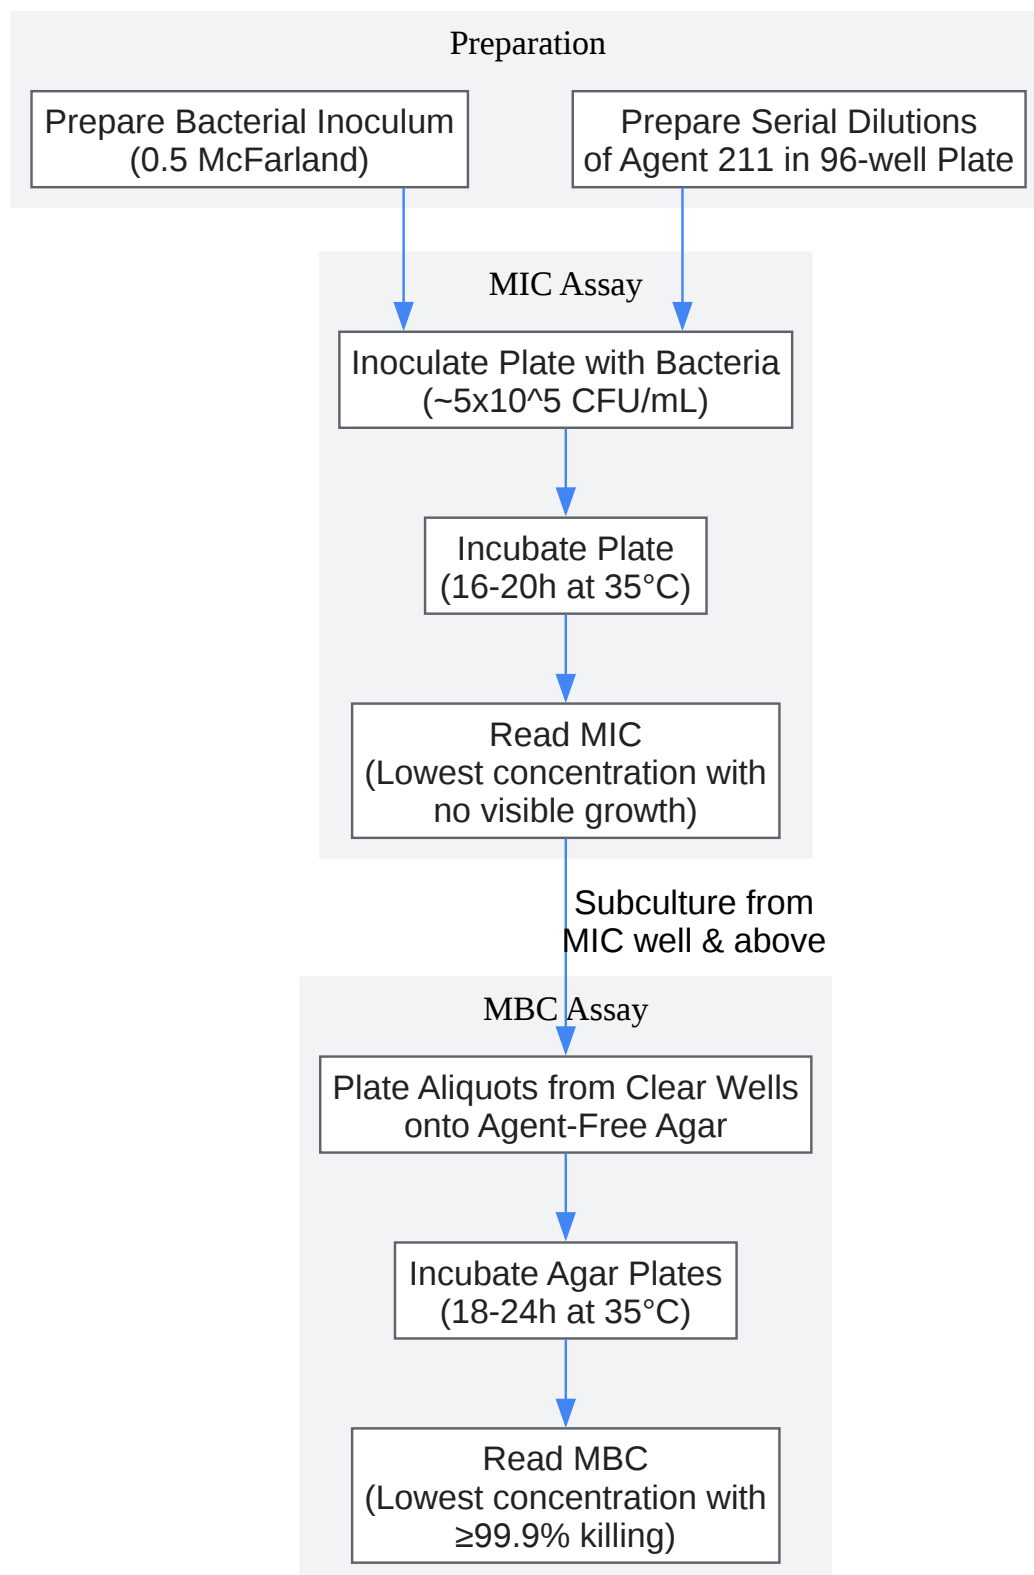 Preparation
Prepare Bacterial Inoculum
(0.5 McFarland)
Prepare Serial Dilutions
of Agent 211 in 96-well Plate
MIC Assay
Inoculate Plate with Bacteria
(~5x10^5 CFU/mL)
Incubate Plate
(16-20h at 35°C)
Read MIC
(Lowest concentration with
no visible growth)
Subculture from
MIC well & above
MBC Assay
Plate Aliquots from Clear Wells
onto Agent-Free Agar
Incubate Agar Plates
(18-24h at 35°C)
Read MBC
(Lowest concentration with
≥99.9% killing)